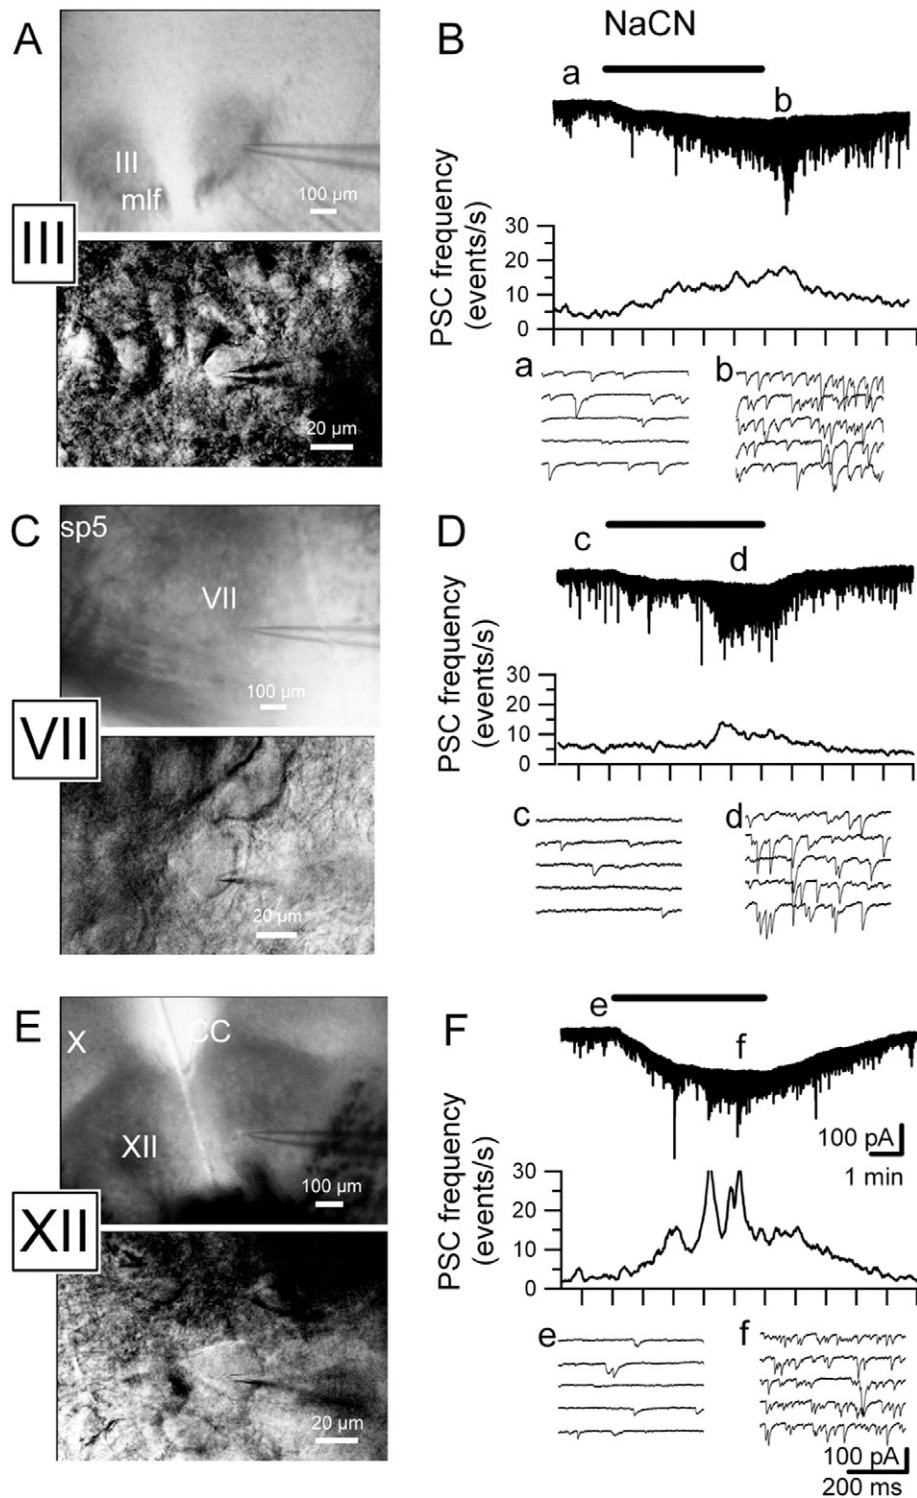 A
III
mlf
100 µm
III
20 µm
B
NaCN
a
b
PSC frequency
(events/s)
30
20
10
0
a
b
C
sp5
VII
100 µm
VII
20 µm
D
c
d
PSC frequency
(events/s)
30
20
10
0
c
d
E
X
CC
XII
100 µm
XII
20 µm
F
e
f
100 pA
1 min
PSC frequency
(events/s)
30
20
10
0
e
f
100 pA
200 ms